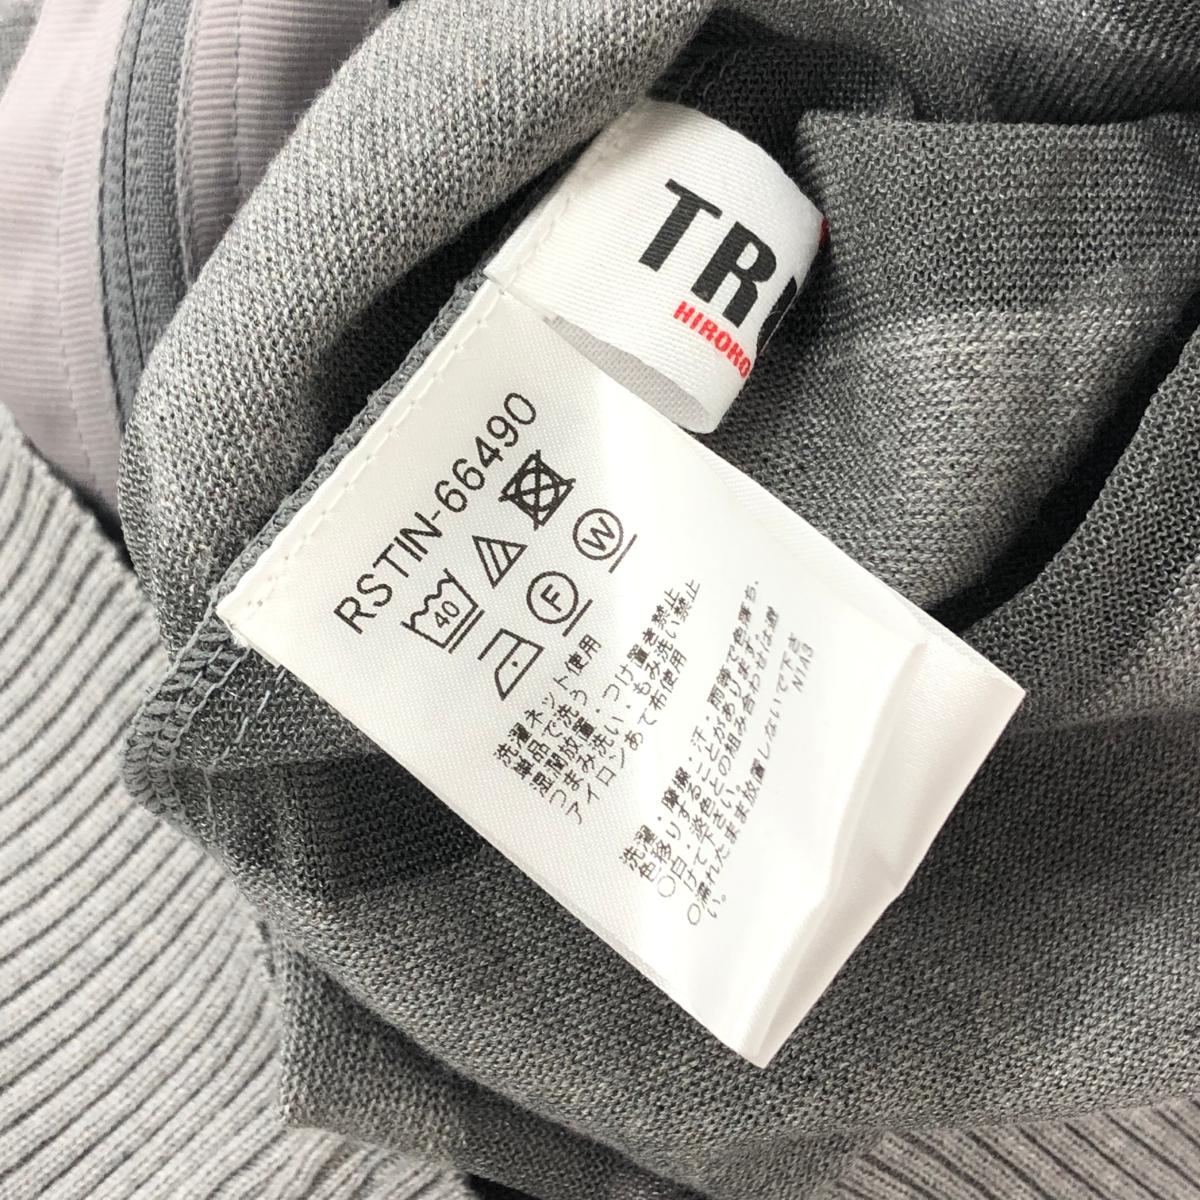 TR
HIROKO
RSTIN-66490
40
F
W
洗濯ネット使用
単品で洗う
湿潤放置・つけ置き禁止
つまみ洗い・もみ洗い禁止
アイロンあて布使用
洗濯・摩擦・汗・雨等で色落ち、
色移りすることがあります。
○白・淡色などとの組み合わせは避
けて下さい。
○濡れたまま放置しないで下さ
い。
N1A3